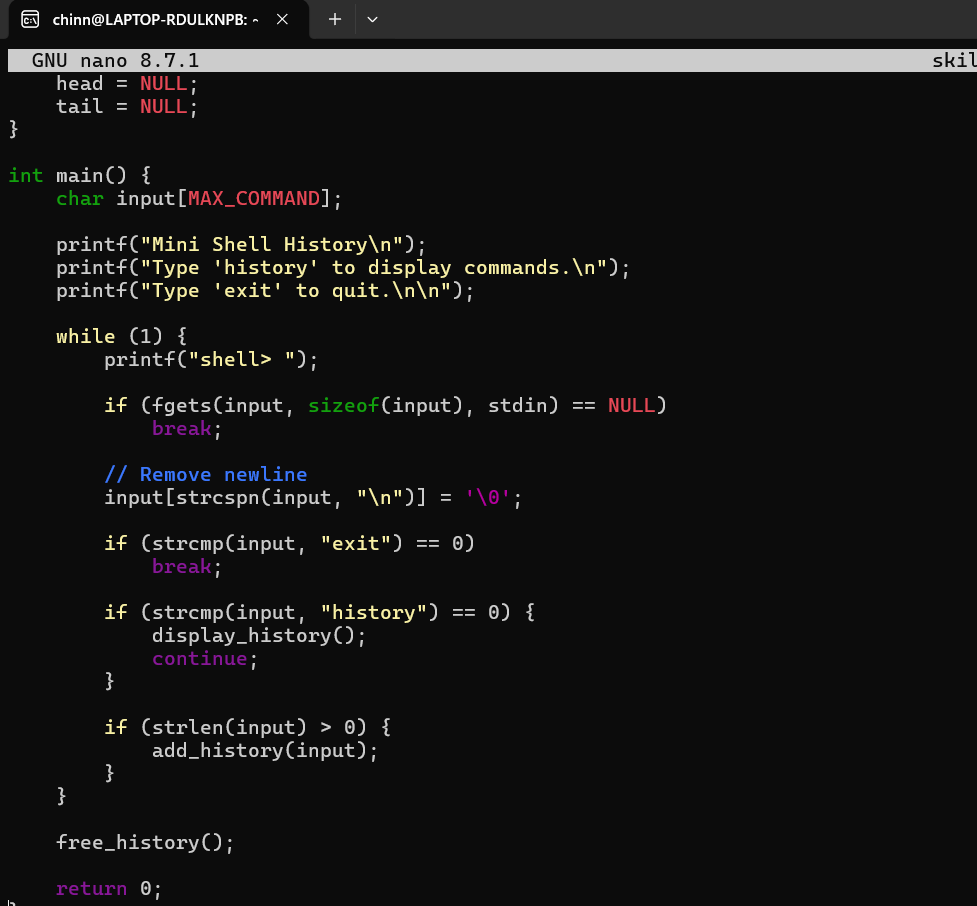 chinn@LAPTOP-RDULKNPB: ~
GNU nano 8.7.1 skil
    head = NULL;
    tail = NULL;
}

int main() {
    char input[MAX_COMMAND];

    printf("Mini Shell History\n");
    printf("Type 'history' to display commands.\n");
    printf("Type 'exit' to quit.\n\n");

    while (1) {
        printf("shell> ");

        if (fgets(input, sizeof(input), stdin) == NULL)
            break;

        // Remove newline
        input[strcspn(input, "\n")] = '\0';

        if (strcmp(input, "exit") == 0)
            break;

        if (strcmp(input, "history") == 0) {
            display_history();
            continue;
        }

        if (strlen(input) > 0) {
            add_history(input);
        }
    }

    free_history();

    return 0;